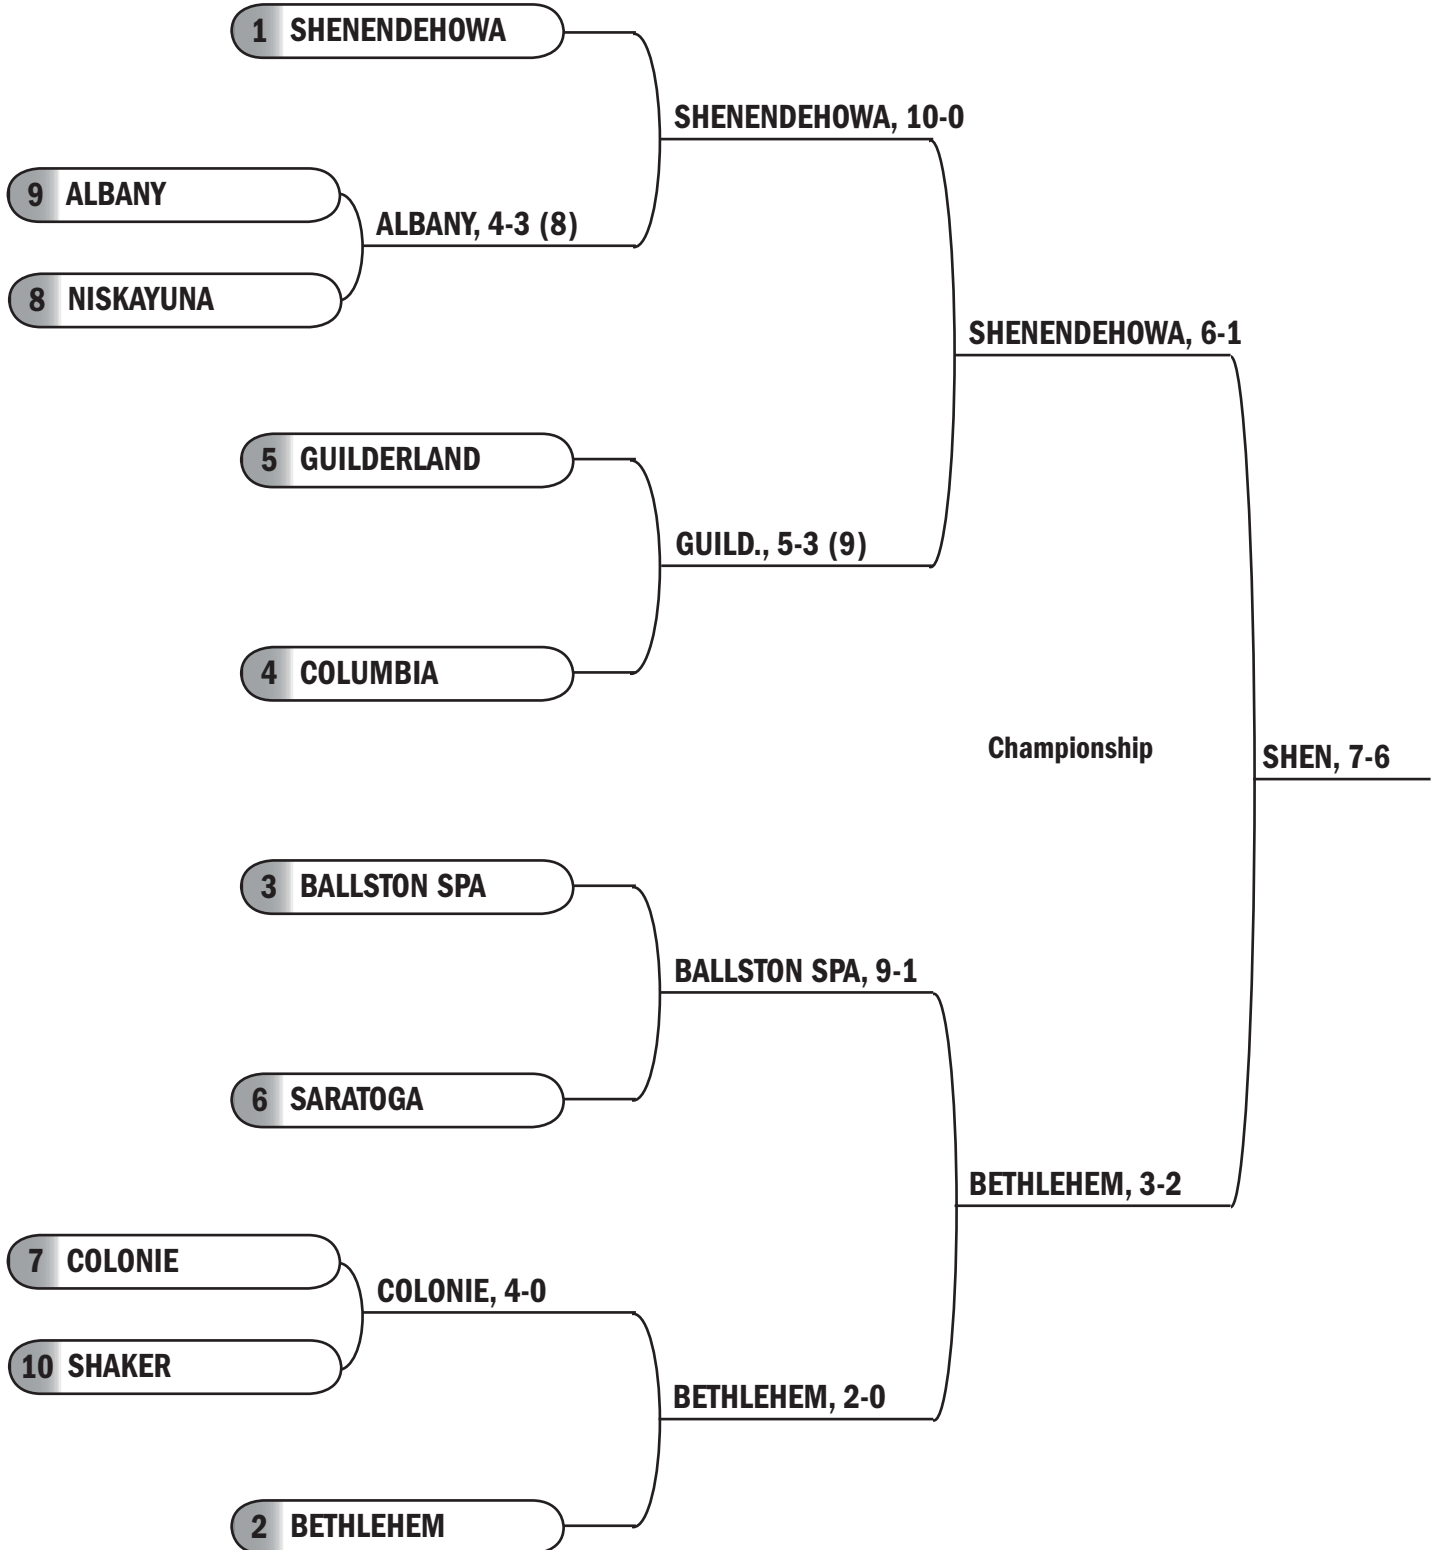 1 SHENENDEHOWA
SHENENDEHOWA, 10-0
9 ALBANY
ALBANY, 4-3 (8)
8 NISKAYUNA
SHENENDEHOWA, 6-1
5 GUILDERLAND
GUILD., 5-3 (9)
4 COLUMBIA
Championship
SHEN, 7-6
3 BALLSTON SPA
BALLSTON SPA, 9-1
6 SARATOGA
BETHLEHEM, 3-2
7 COLONIE
COLONIE, 4-0
10 SHAKER
BETHLEHEM, 2-0
2 BETHLEHEM